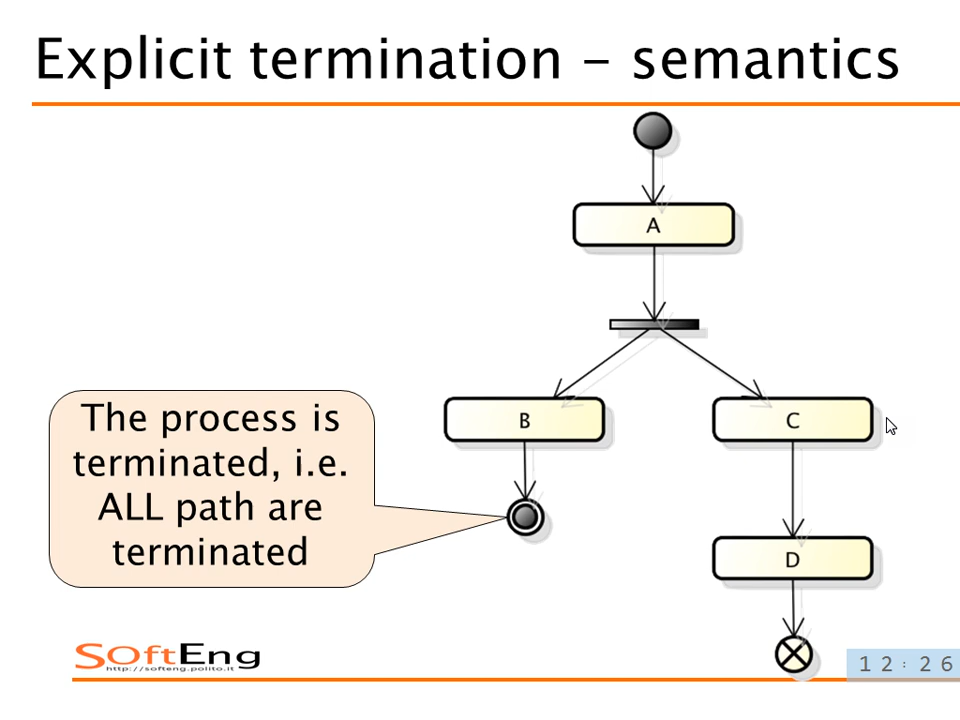 Explicit termination - semantics
A
B
C
The process is
terminated, i.e.
ALL path are
terminated
D
SOftEng
http://softeng.polito.it
12:26